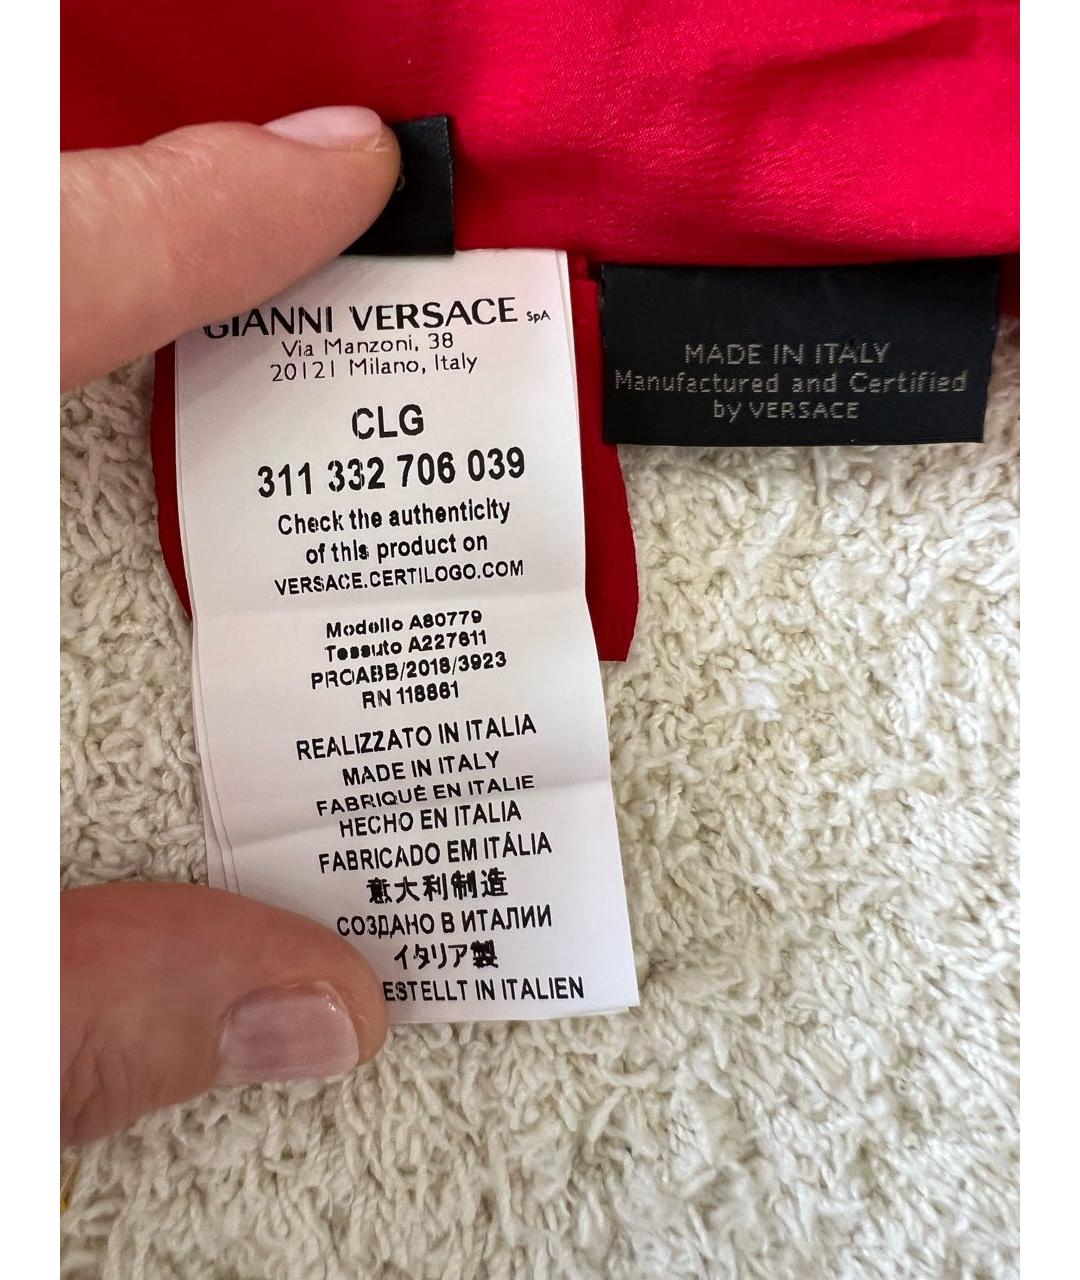 GIANNI VERSACE SpA
Via Manzoni, 38
20121 Milano, Italy
CLG
311 332 706 039
Check the authenticity
of this product on
VERSACE.CERTILOGO.COM
Modello A80779
Tessuto A227611
PROABB/2018/3923
RN 118861
REALIZZATO IN ITALIA
MADE IN ITALY
FABRIQUÉ EN ITALIE
HECHO EN ITALIA
FABRICADO EM ITÁLIA
意大利制造
СОЗДАНО В ИТАЛИИ
イタリア製
ESTELLT IN ITALIEN
MADE IN ITALY
Manufactured and Certified
by VERSACE